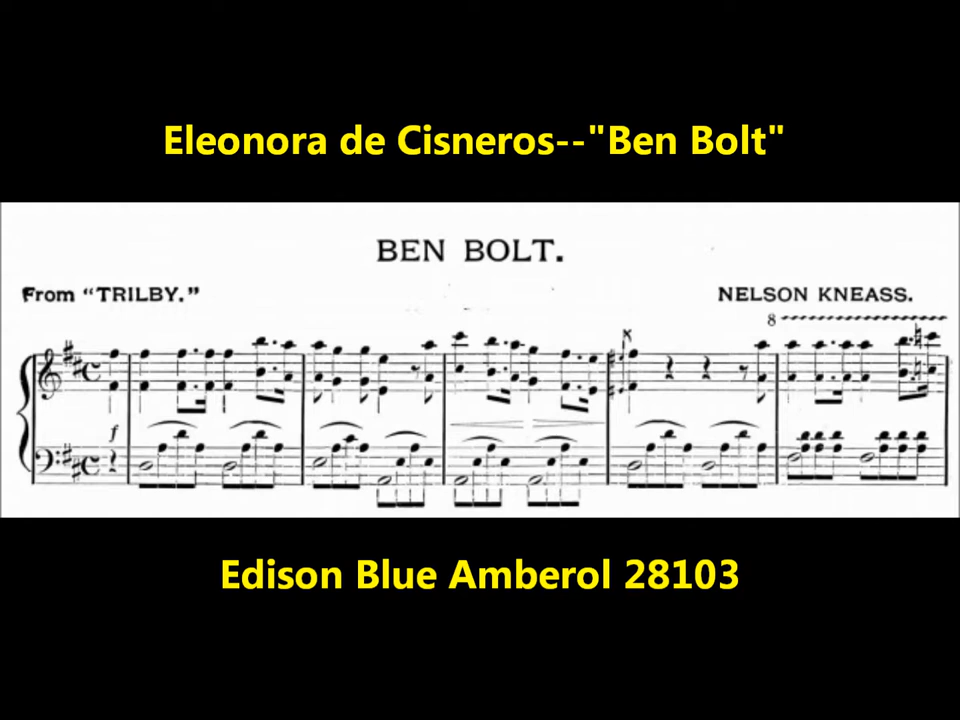 Eleonora de Cisneros--"Ben Bolt"
BEN BOLT.
From “TRILBY.”
NELSON KNEASS.
8
f
Edison Blue Amberol 28103